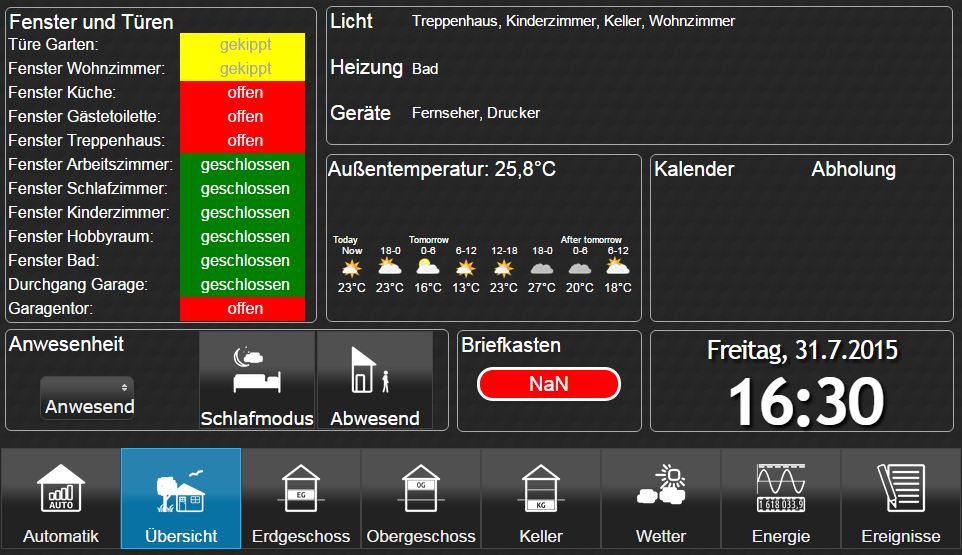 Fenster und Türen
Türe Garten: gekippt
Fenster Wohnzimmer: gekippt
Fenster Küche: offen
Fenster Gästetoilette: offen
Fenster Treppenhaus: offen
Fenster Arbeitszimmer: geschlossen
Fenster Schlafzimmer: geschlossen
Fenster Kinderzimmer: geschlossen
Fenster Hobbyraum: geschlossen
Fenster Bad: geschlossen
Durchgang Garage: geschlossen
Garagentor: offen
Licht Treppenhaus, Kinderzimmer, Keller, Wohnzimmer
Heizung Bad
Geräte Fernseher, Drucker
Außentemperatur: 25,8°C
Today Tomorrow After tomorrow
Now 18-0 0-6 6-12 12-18 18-0 0-6 6-12
23°C 23°C 16°C 13°C 23°C 27°C 20°C 18°C
Kalender Abholung
Anwesenheit
Anwesend
Schlafmodus
Abwesend
Briefkasten
NaN
Freitag, 31.7.2015
16:30
AUTO
Automatik
Übersicht
EG
Erdgeschoss
OG
Obergeschoss
KG
Keller
Wetter
1618033,9
Energie
Ereignisse